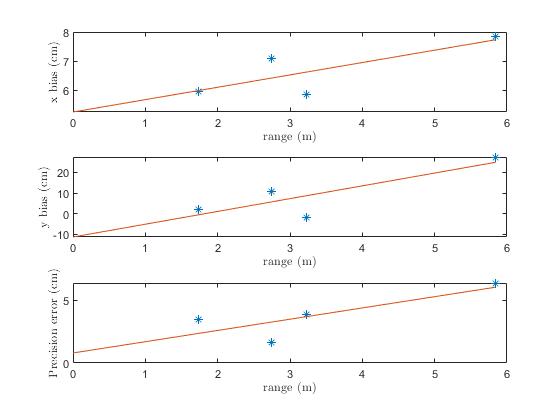 8
7
6
x bias (cm)
0 1 2 3 4 5 6
range (m)
20
10
0
-10
y bias (cm)
0 1 2 3 4 5 6
range (m)
5
0
Precision error (cm)
0 1 2 3 4 5 6
range (m)